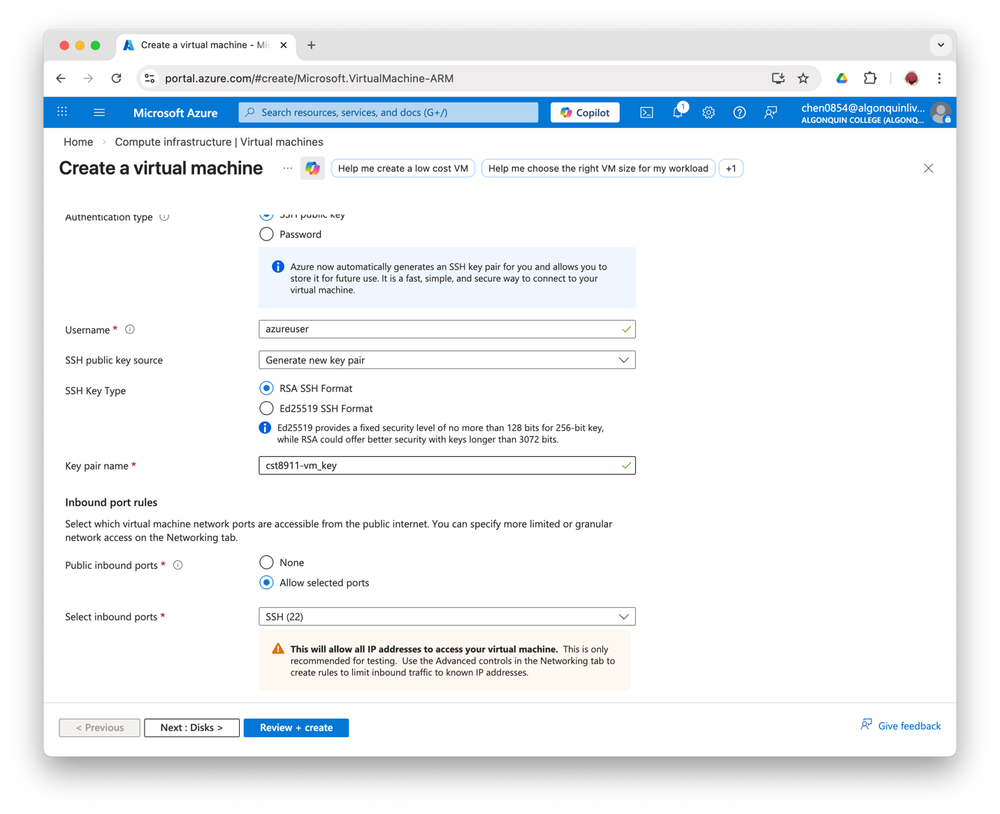 Create a virtual machine - Mic
portal.azure.com/#create/Microsoft.VirtualMachine-ARM
Microsoft Azure
Search resources, services, and docs (G+/)
Copilot
1
chen0854@algonquinliv...
ALGONQUIN COLLEGE (ALGONQ...
Home > Compute infrastructure | Virtual machines
Create a virtual machine
...
Help me create a low cost VM
Help me choose the right VM size for my workload
+1
Authentication type
SSH public key
Password
Azure now automatically generates an SSH key pair for you and allows you to
store it for future use. It is a fast, simple, and secure way to connect to your
virtual machine.
Username *
azureuser
SSH public key source
Generate new key pair
SSH Key Type
RSA SSH Format
Ed25519 SSH Format
Ed25519 provides a fixed security level of no more than 128 bits for 256-bit key,
while RSA could offer better security with keys longer than 3072 bits.
Key pair name *
cst8911-vm_key
Inbound port rules
Select which virtual machine network ports are accessible from the public internet. You can specify more limited or granular
network access on the Networking tab.
Public inbound ports *
None
Allow selected ports
Select inbound ports *
SSH (22)
This will allow all IP addresses to access your virtual machine. This is only
recommended for testing. Use the Advanced controls in the Networking tab to
create rules to limit inbound traffic to known IP addresses.
< Previous
Next : Disks >
Review + create
Give feedback